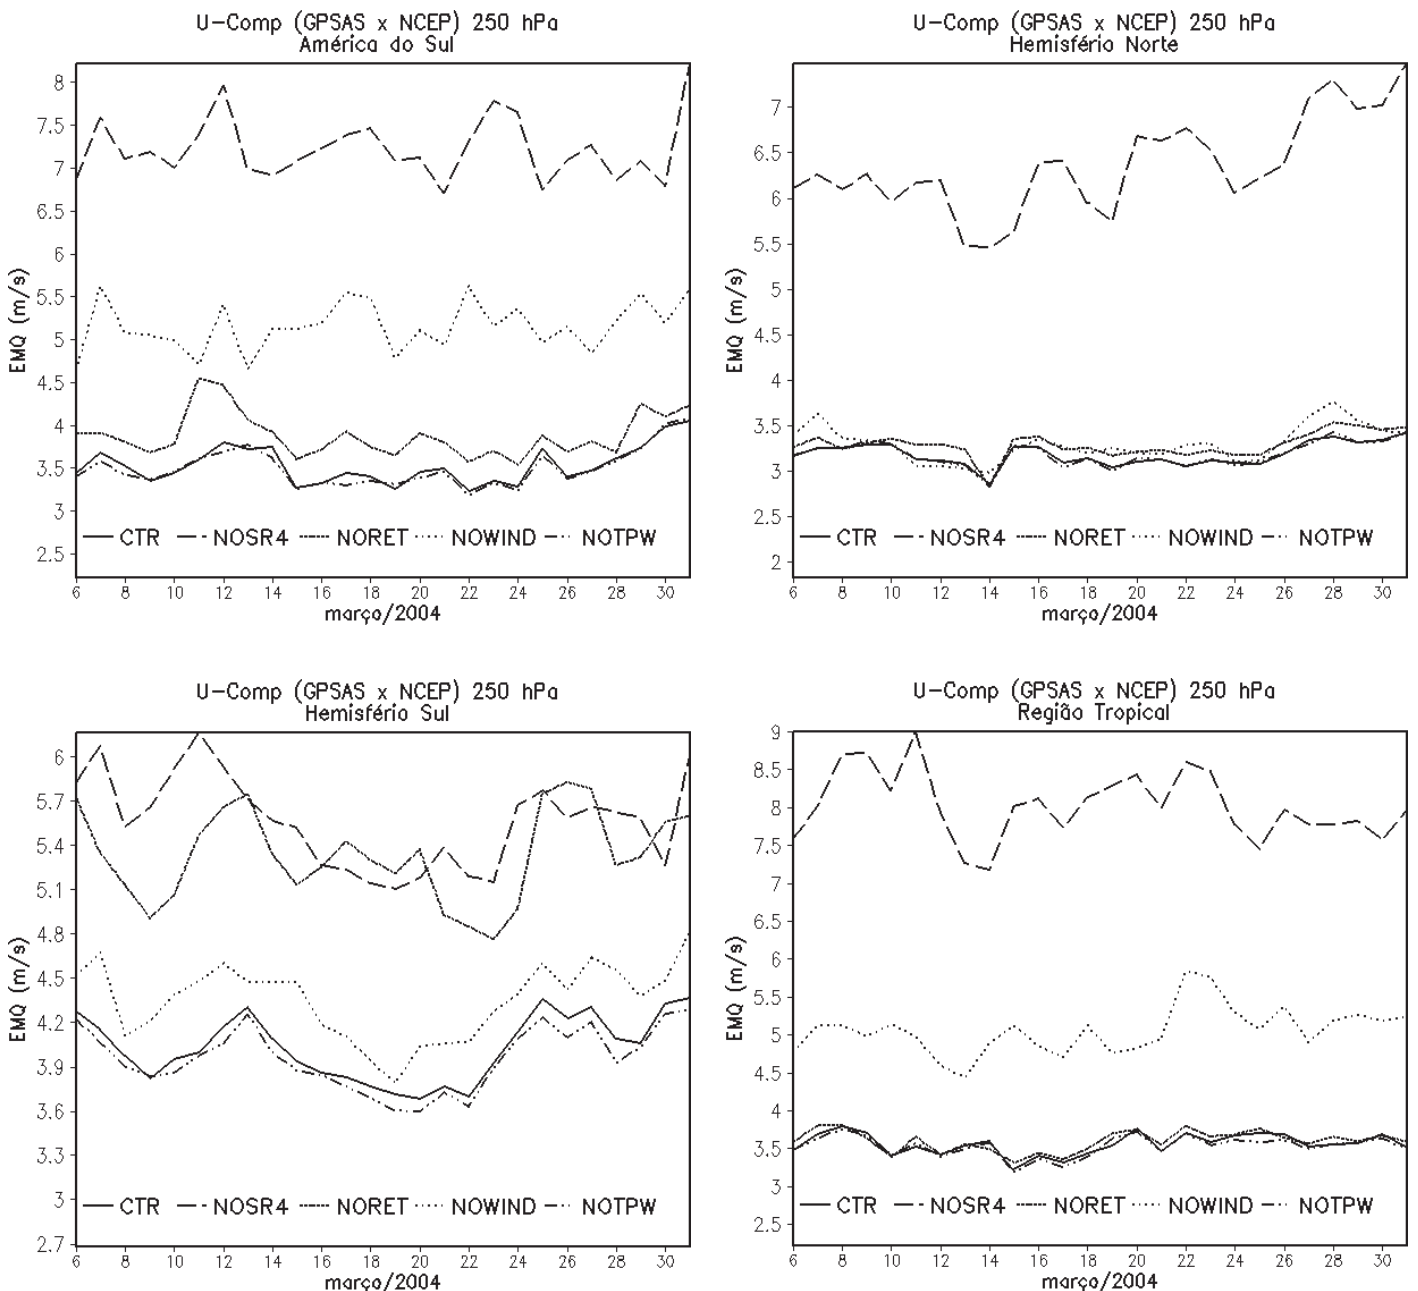 U-Comp (GPSAS x NCEP) 250 hPa
América do Sul
8
7.5
7
6.5
6
5.5
5
4.5
4
3.5
3
2.5
EMQ (m/s)
CTR NOSR4 NORET NOWIND NOTPW
6 8 10 12 14 16 18 20 22 24 26 28 30
março/2004
U-Comp (GPSAS x NCEP) 250 hPa
Hemisfério Norte
7
6.5
6
5.5
5
4.5
4
3.5
3
2.5
2
EMQ (m/s)
CTR NOSR4 NORET NOWIND NOTPW
6 8 10 12 14 16 18 20 22 24 26 28 30
março/2004
U-Comp (GPSAS x NCEP) 250 hPa
Hemisfério Sul
6
5.7
5.4
5.1
4.8
4.5
4.2
3.9
3.6
3.3
3
2.7
EMQ (m/s)
CTR NOSR4 NORET NOWIND NOTPW
6 8 10 12 14 16 18 20 22 24 26 28 30
março/2004
U-Comp (GPSAS x NCEP) 250 hPa
Região Tropical
9
8.5
8
7.5
7
6.5
6
5.5
5
4.5
4
3.5
3
2.5
EMQ (m/s)
CTR NOSR4 NORET NOWIND NOTPW
6 8 10 12 14 16 18 20 22 24 26 28 30
março/2004